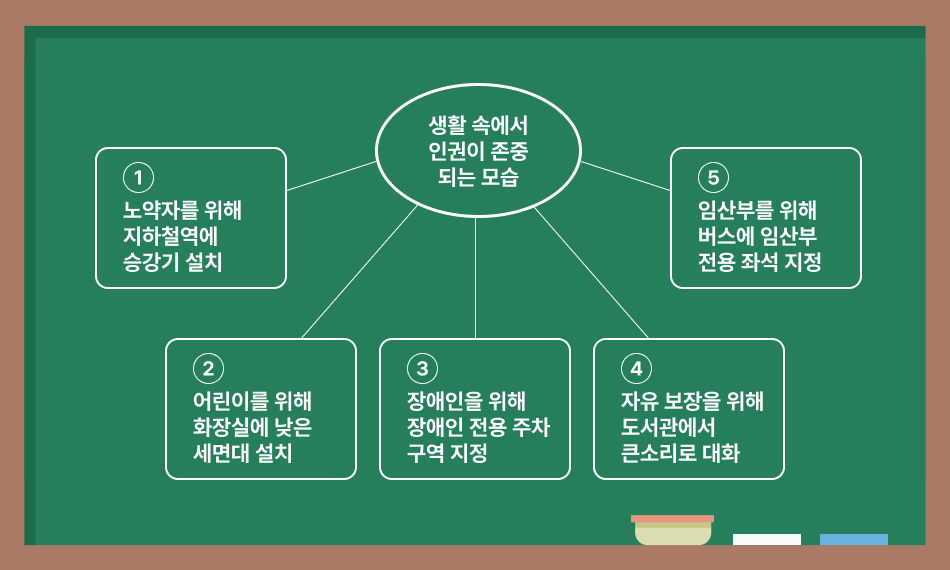 생활 속에서
인권이 존중
되는 모습
1
노약자를 위해
지하철역에
승강기 설치
2
어린이를 위해
화장실에 낮은
세면대 설치
3
장애인을 위해
장애인 전용 주차
구역 지정
4
자유 보장을 위해
도서관에서
큰소리로 대화
5
임산부를 위해
버스에 임산부
전용 좌석 지정